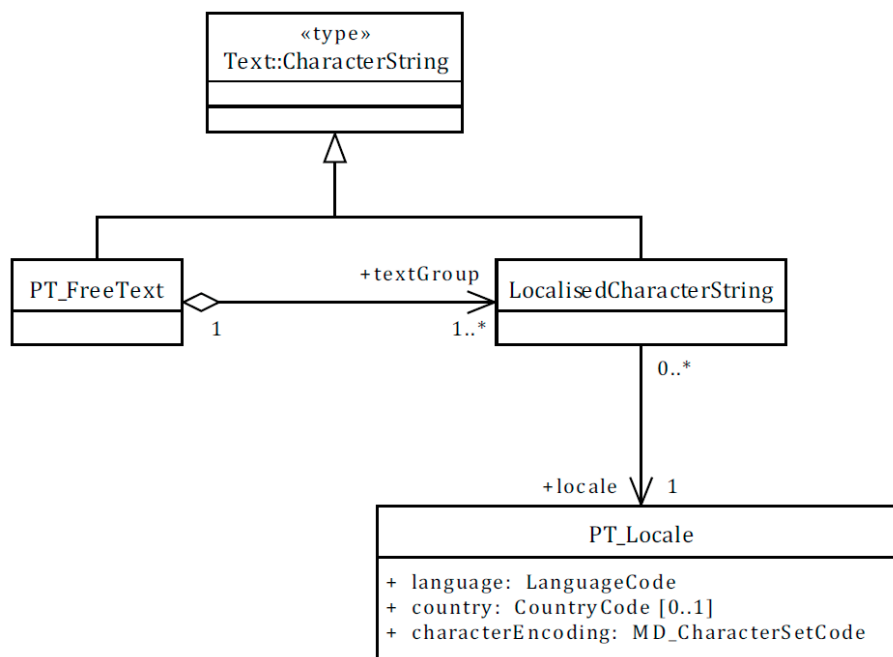 «type»
Text::CharacterString
PT_FreeText
+textGroup
LocalisedCharacterString
1
1..*
0..*
+locale
1
PT_Locale
+ language: LanguageCode
+ country: CountryCode [0..1]
+ characterEncoding: MD_CharacterSetCode